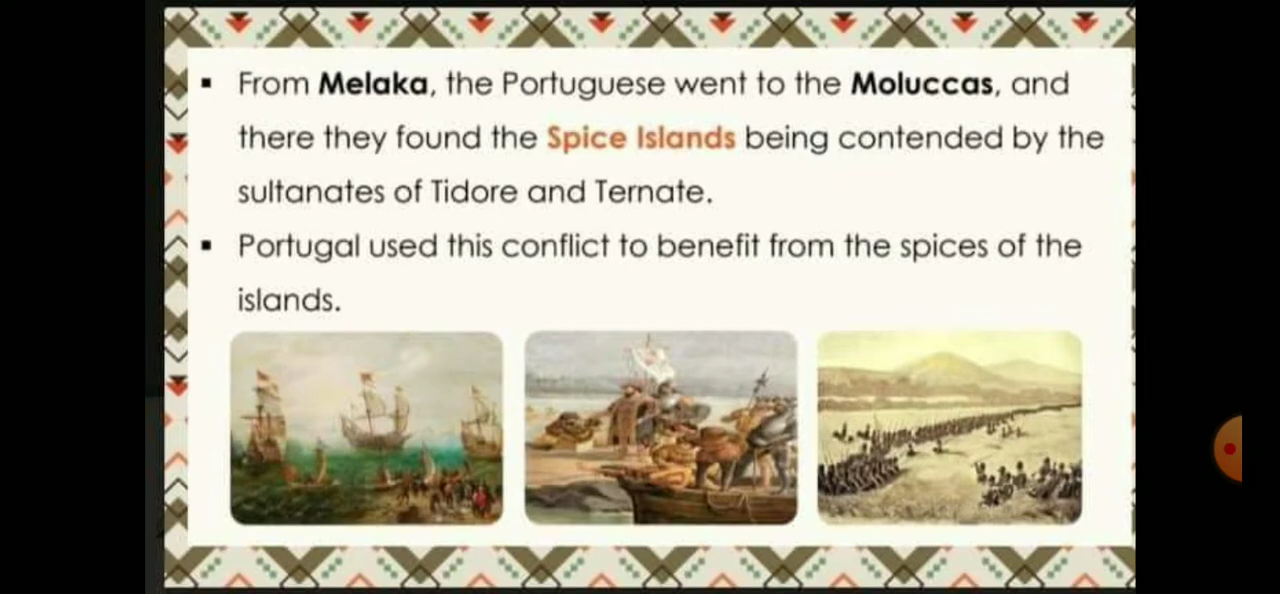 ▪ From Melaka, the Portuguese went to the Moluccas, and
there they found the Spice Islands being contended by the
sultanates of Tidore and Ternate.
▪ Portugal used this conflict to benefit from the spices of the
islands.